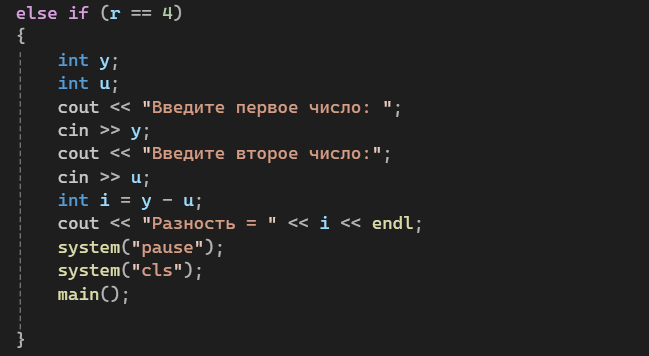 else if (r == 4)
{
int y;
int u;
cout << "Введите первое число: ";
cin >> y;
cout << "Введите второе число:";
cin >> u;
int i = y - u;
cout << "Разность = " << i << endl;
system("pause");
system("cls");
main();
}